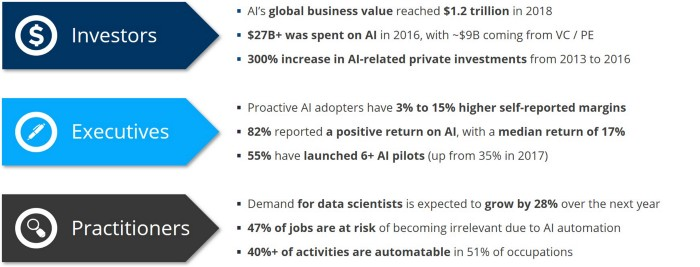 Investors
▪ AI’s global business value reached $1.2 trillion in 2018
▪ $27B+ was spent on AI in 2016, with ~$9B coming from VC / PE
▪ 300% increase in AI-related private investments from 2013 to 2016
Executives
▪ Proactive AI adopters have 3% to 15% higher self-reported margins
▪ 82% reported a positive return on AI, with a median return of 17%
▪ 55% have launched 6+ AI pilots (up from 35% in 2017)
Practitioners
▪ Demand for data scientists is expected to grow by 28% over the next year
▪ 47% of jobs are at risk of becoming irrelevant due to AI automation
▪ 40%+ of activities are automatable in 51% of occupations